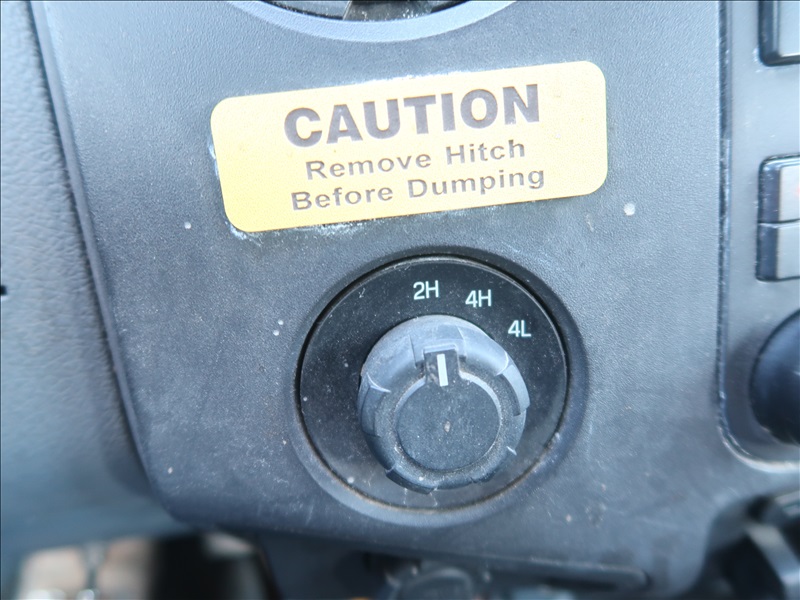 CAUTION
Remove Hitch
Before Dumping
2H 4H 4L